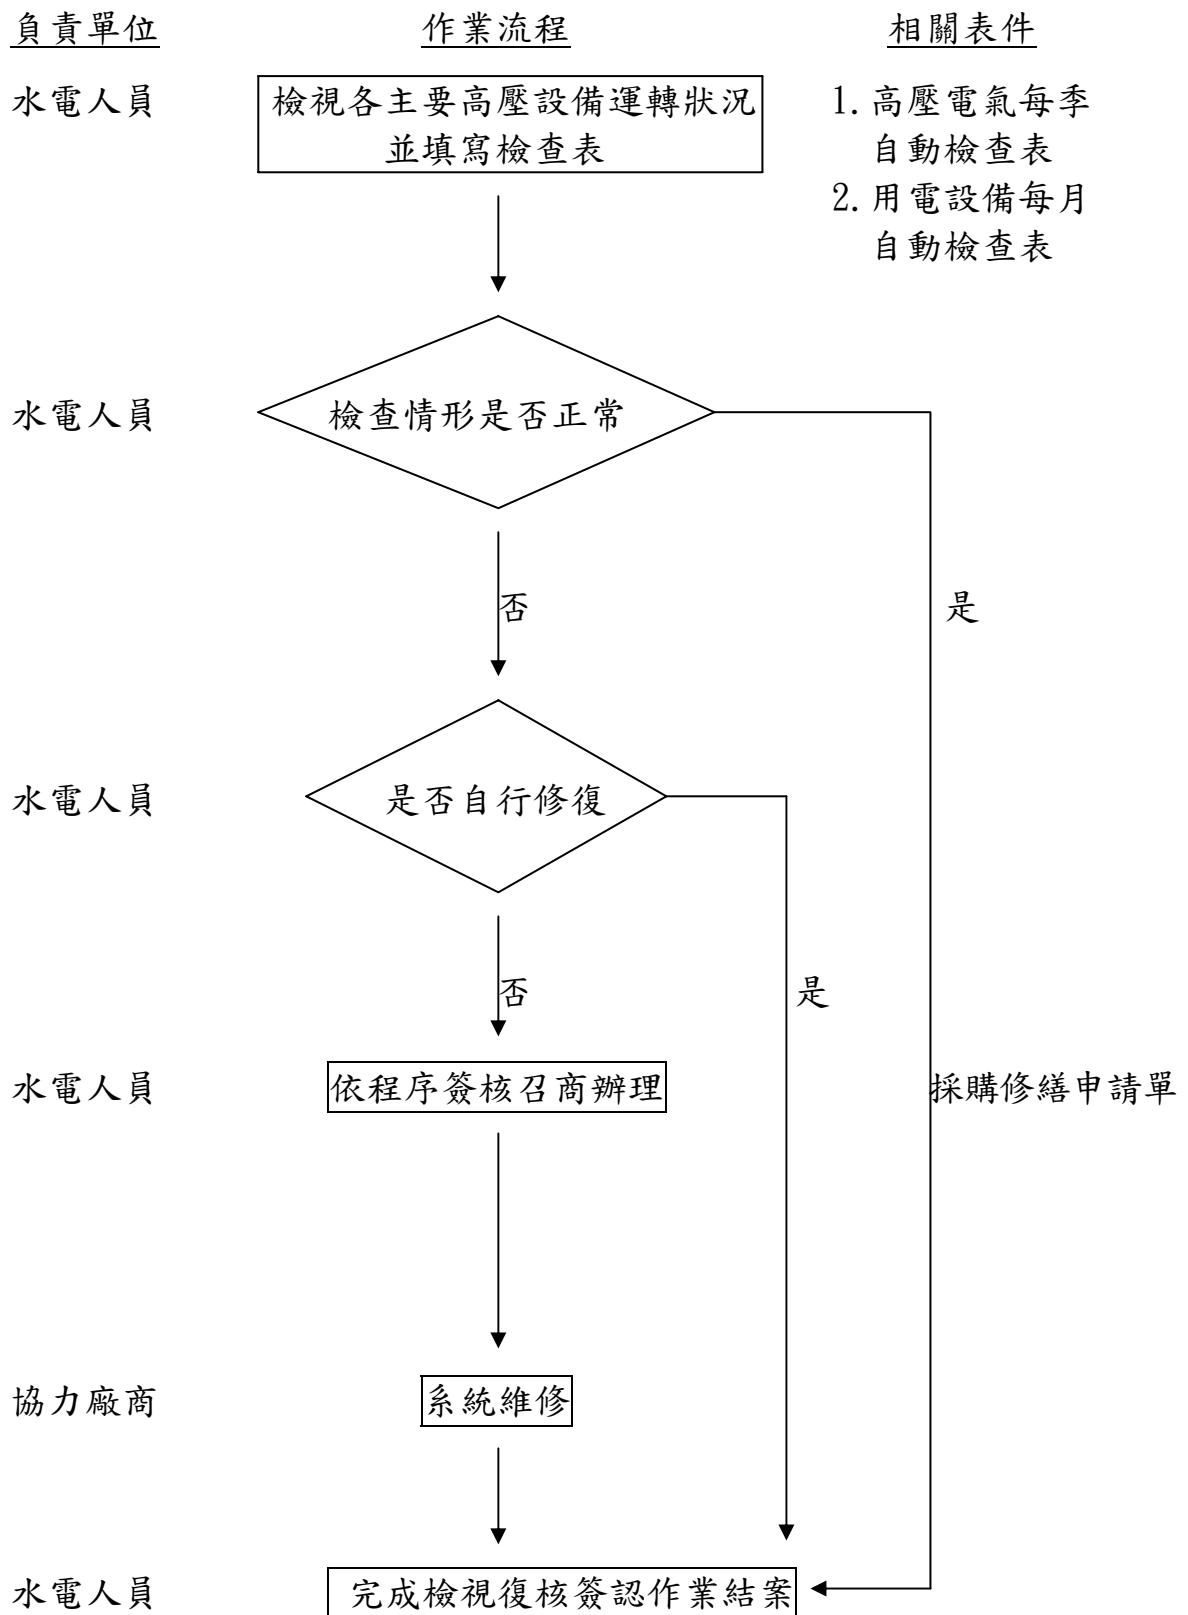 負責單位
作業流程
相關表件
水電人員
檢視各主要高壓設備運轉狀況
並填寫檢查表
1.高壓電氣每季
自動檢查表
2.用電設備每月
自動檢查表
水電人員
檢查情形是否正常
否
是
水電人員
是否自行修復
否
是
水電人員
依程序簽核召商辦理
採購修繕申請單
協力廠商
系統維修
水電人員
完成檢視復核簽認作業結案